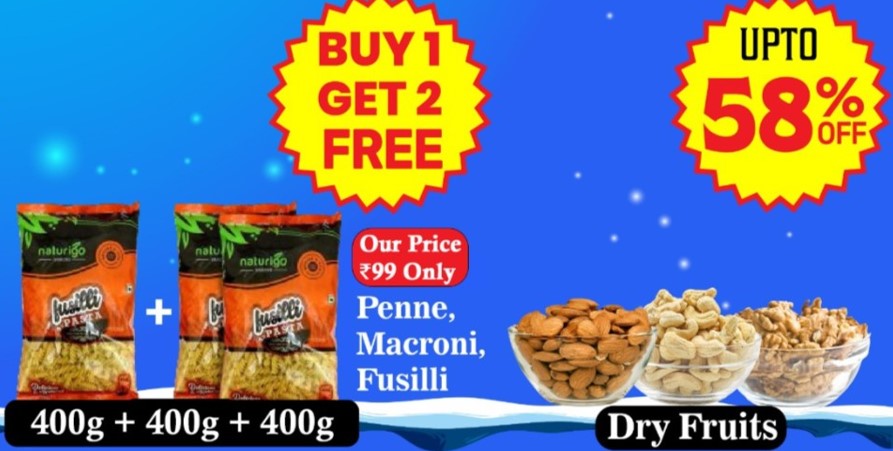 BUY 1
GET 2
FREE
UPTO
58%
OFF
naturigo
fusilli
PASTA
naturigo
fusilli
PASTA
Our Price
₹99 Only
Penne,
Macroni,
Fusilli
+
400g + 400g + 400g
Dry Fruits